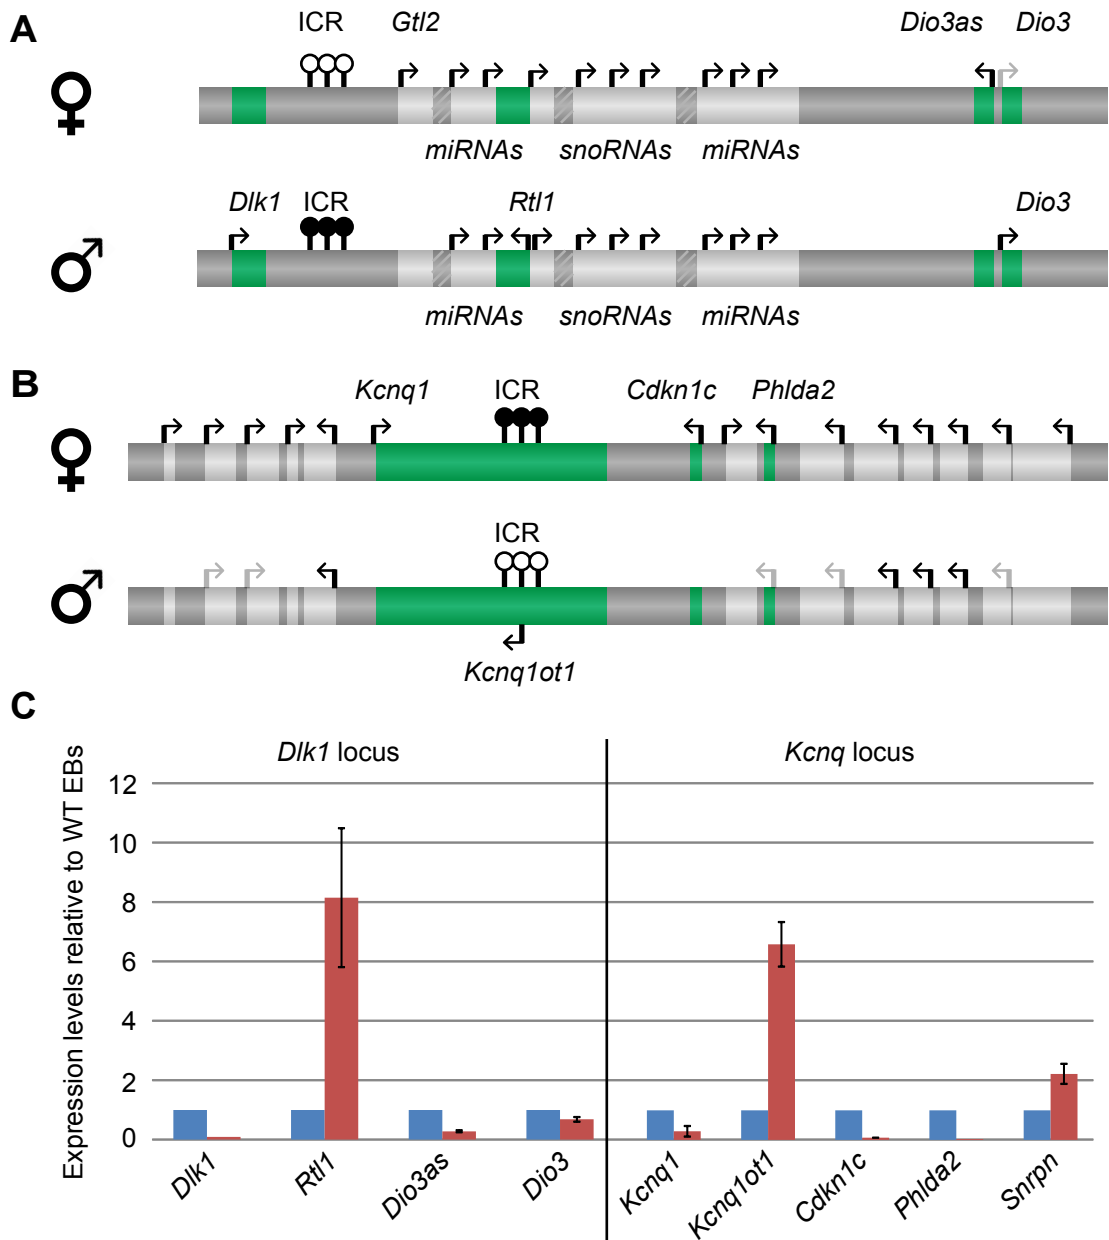 A
ICR Gtl2 Dio3as Dio3
♀
miRNAs snoRNAs miRNAs
Dlk1 ICR Rtl1 Dio3
♂
miRNAs snoRNAs miRNAs
B
Kcnq1 ICR Cdkn1c Phlda2
♀
ICR
♂
Kcnq1ot1
C
Dlk1 locus Kcnq locus
Expression levels relative to WT EBs
12
10
8
6
4
2
0
Dlk1 Rtl1 Dio3as Dio3 Kcnq1 Kcnq1ot1 Cdkn1c Phlda2 Snrpn